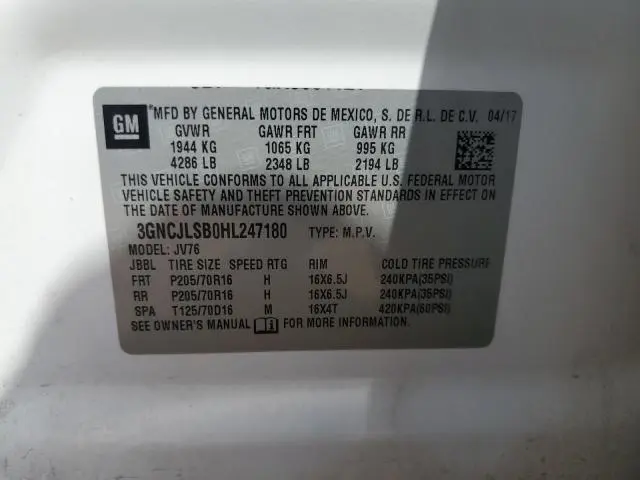 GM
*MFD BY GENERAL MOTORS DE MEXICO, S. DE R.L. DE C.V. 04/17
GVWR GAWR FRT GAWR RR
1944 KG 1065 KG 995 KG
4286 LB 2348 LB 2194 LB
THIS VEHICLE CONFORMS TO ALL APPLICABLE U.S. FEDERAL MOTOR
VEHICLE SAFETY AND THEFT PREVENTION STANDARDS IN EFFECT ON
THE DATE OF MANUFACTURE SHOWN ABOVE.
3GNCJLSB0HL247180 TYPE: M.P.V.
MODEL: JV76
JBBL TIRE SIZE SPEED RTG RIM COLD TIRE PRESSURE
FRT P205/70R16 H 16X6.5J 240KPA(35PSI)
RR P205/70R16 H 16X6.5J 240KPA(35PSI)
SPA T125/70D16 M 16X4T 420KPA(60PSI)
SEE OWNER'S MANUAL i FOR MORE INFORMATION.